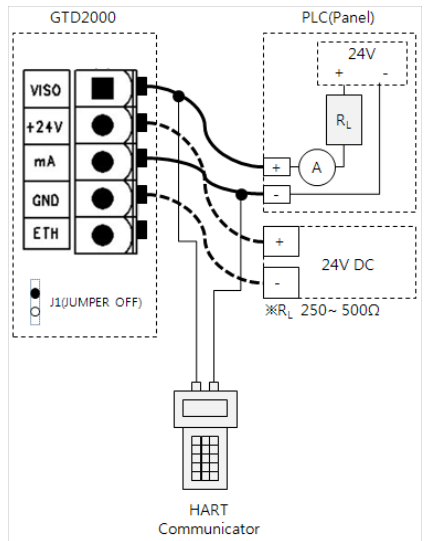 GTD2000
PLC(Panel)
24V
+ -
VISO
+24V
mA
GND
ETH
RL
+
A
-
+
24V DC
-
※RL 250~ 500Ω
J1(JUMPER OFF)
HART
Communicator